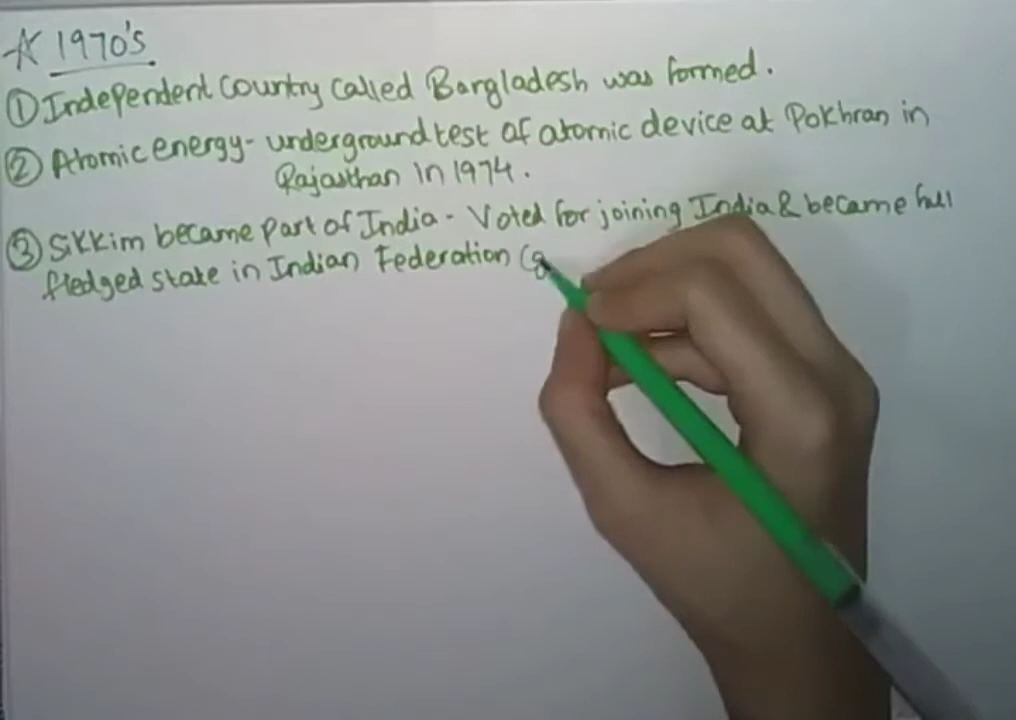 ☆ 1970's
① Independent country called Bangladesh was formed.
② Atomic energy - underground test of atomic device at Pokhran in
Rajasthan in 1974.
③ Sikkim became part of India - Voted for joining India & became full
fledged state in Indian Federation (